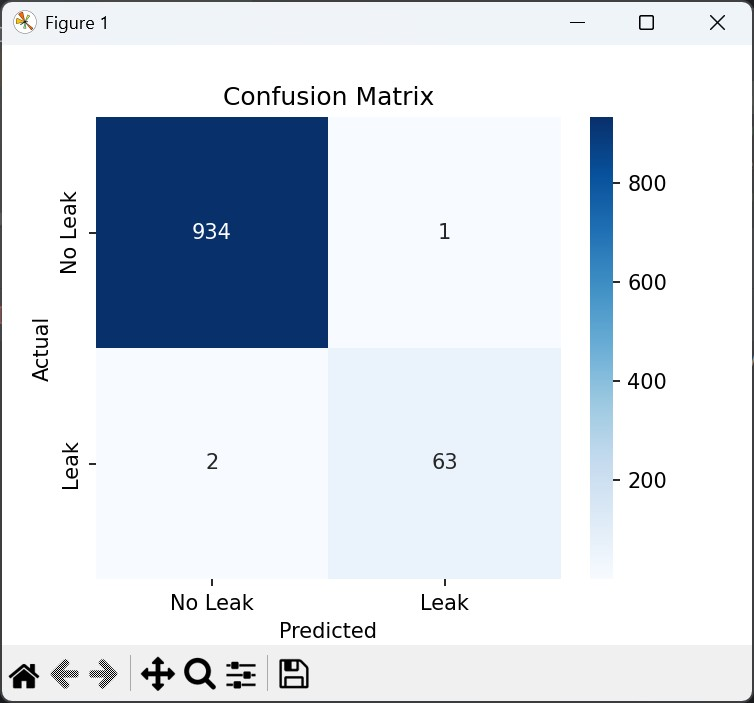 Figure 1
Confusion Matrix
934 1
2 63
No Leak
Leak
Actual
No Leak Leak
Predicted
800
600
400
200